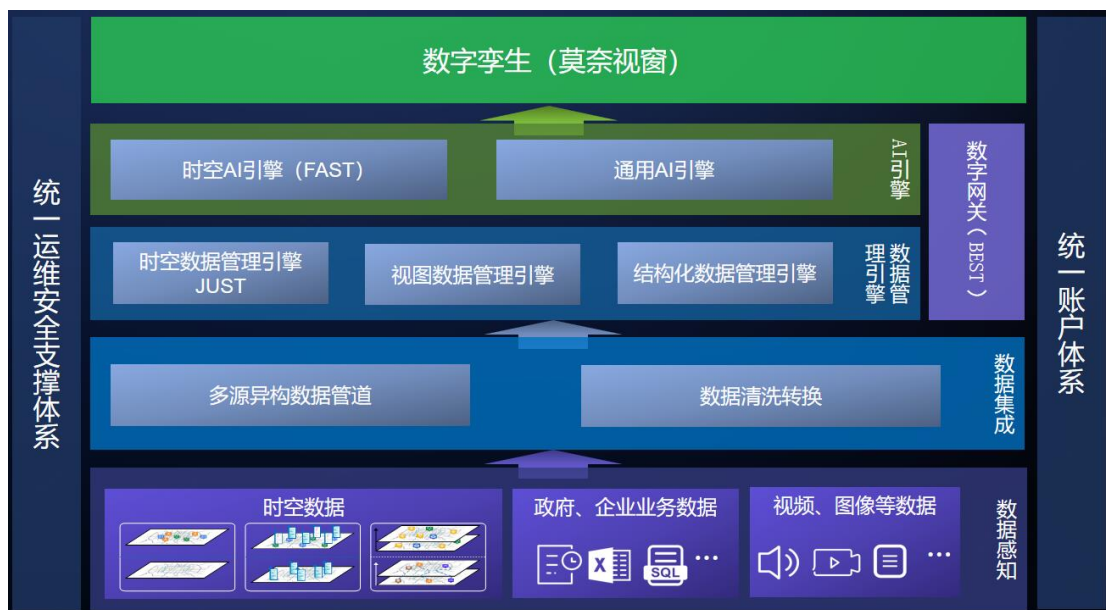 数字孪生（莫奈视窗）
统一运维安全支撑体系
时空AI引擎（FAST）
通用AI引擎
AI引擎
数字网关（BEST）
统一账户体系
时空数据管理引擎
JUST
视图数据管理引擎
结构化数据管理引擎
数据管
理引擎
多源异构数据管道
数据清洗转换
数据集成
时空数据
政府、企业业务数据
视频、图像等数据
X
SQL
...
...
数据感知